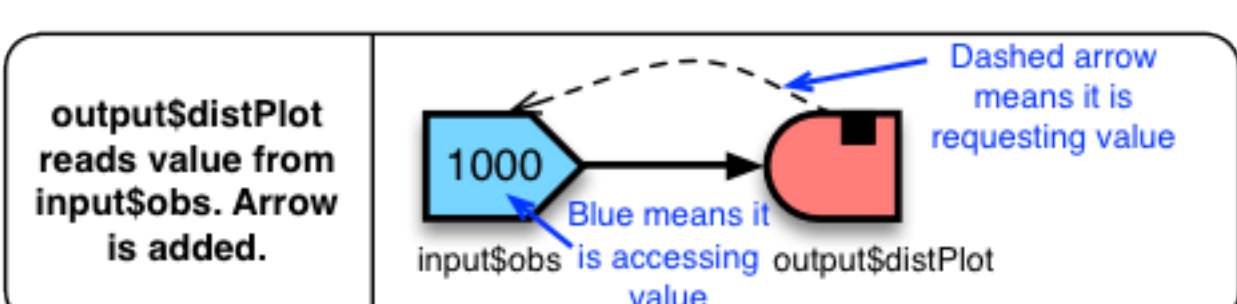 output$distPlot
reads value from
input$obs. Arrow
is added.
Dashed arrow
means it is
requesting value
1000
Blue means it
is accessing
value
input$obs
output$distPlot